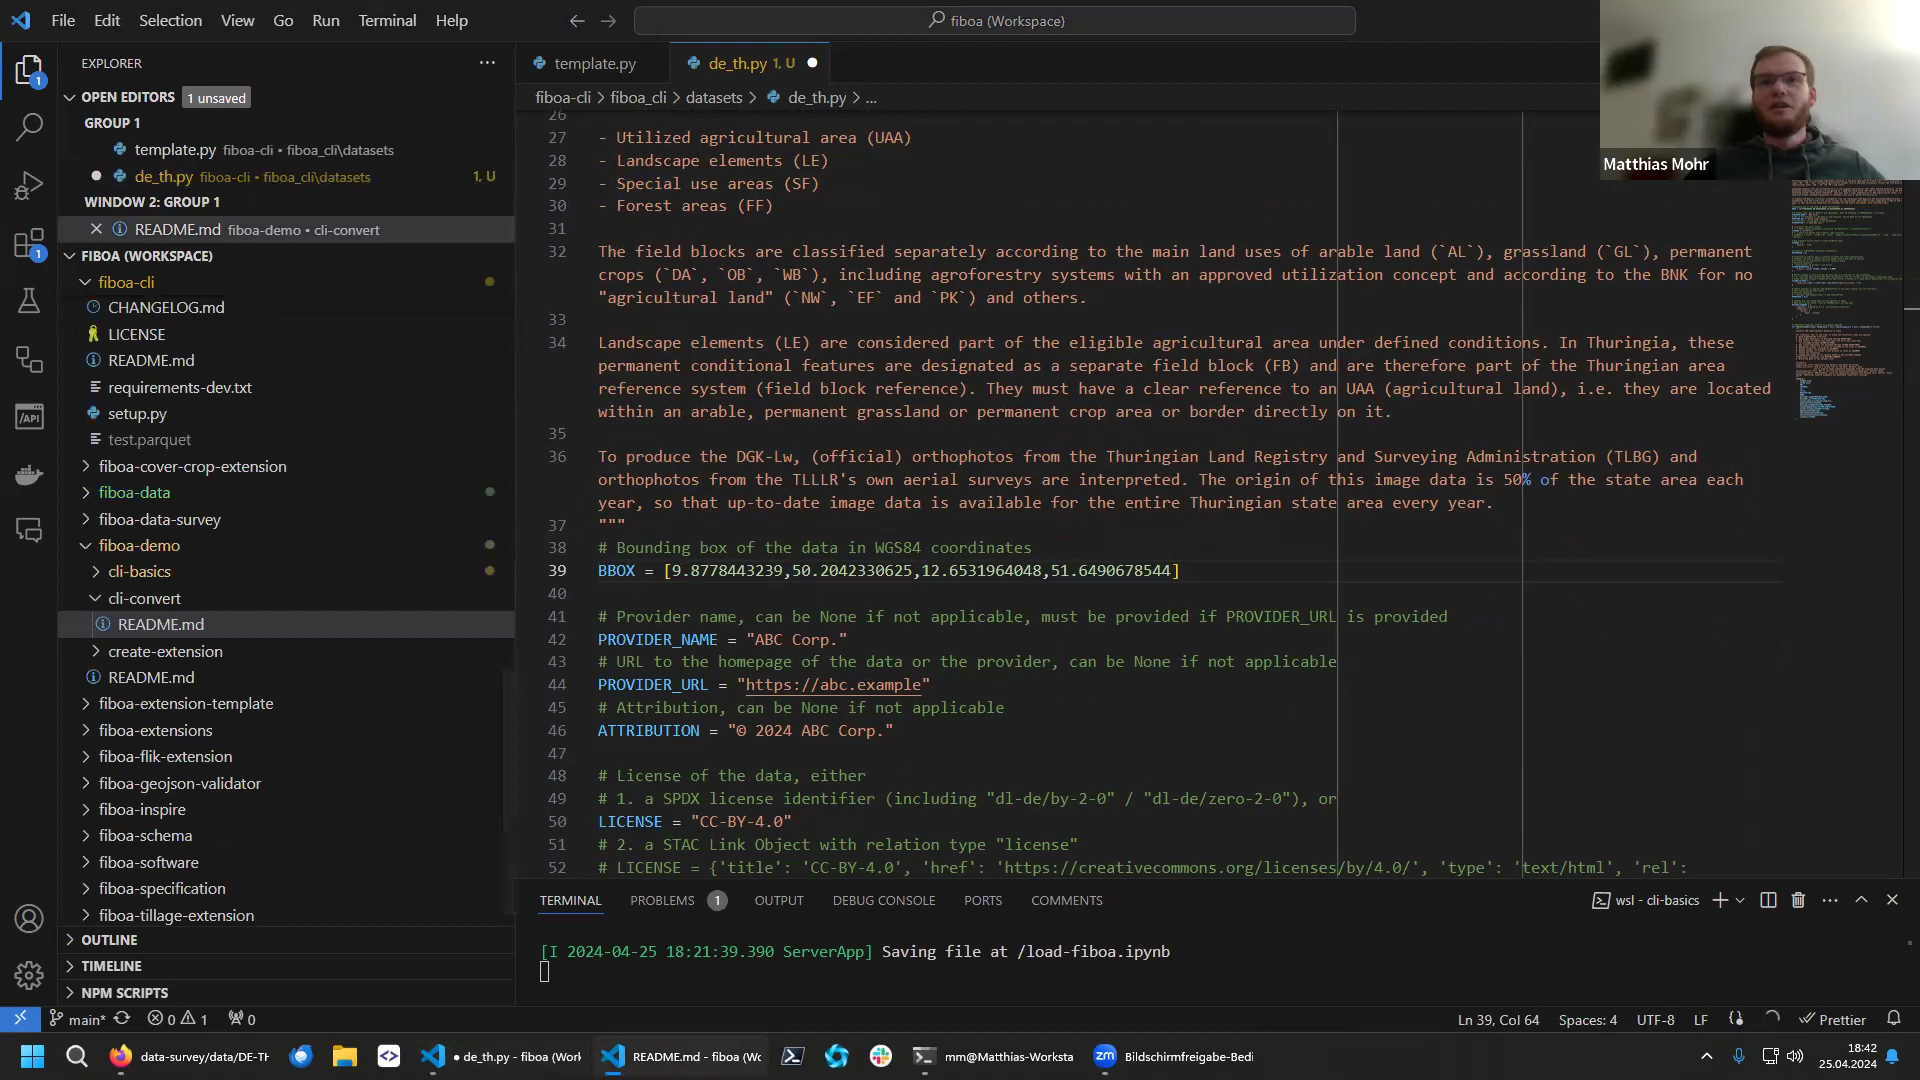 File Edit Selection View Go Run Terminal Help
fiboa (Workspace)
EXPLORER
OPEN EDITORS 1 unsaved
GROUP 1
template.py fiboa-cli • fiboa_cli\datasets
de_th.py fiboa-cli • fiboa_cli\datasets 1, U
WINDOW 2: GROUP 1
README.md fiboa-demo • cli-convert
FIBOA (WORKSPACE)
fiboa-cli
CHANGELOG.md
LICENSE
README.md
requirements-dev.txt
setup.py
test.parquet
fiboa-cover-crop-extension
fiboa-data
fiboa-data-survey
fiboa-demo
cli-basics
cli-convert
README.md
create-extension
README.md
fiboa-extension-template
fiboa-extensions
fiboa-flik-extension
fiboa-geojson-validator
fiboa-inspire
fiboa-schema
fiboa-software
fiboa-specification
fiboa-tillage-extension
OUTLINE
TIMELINE
NPM SCRIPTS
template.py
de_th.py 1, U
fiboa-cli > fiboa_cli > datasets > de_th.py > ...
26
27 - Utilized agricultural area (UAA)
28 - Landscape elements (LE)
29 - Special use areas (SF)
30 - Forest areas (FF)
31
32 The field blocks are classified separately according to the main land uses of arable land (`AL`), grassland (`GL`), permanent
crops (`DA`, `OB`, `WB`), including agroforestry systems with an approved utilization concept and according to the BNK for no
"agricultural land" (`NW`, `EF` and `PK`) and others.
33
34 Landscape elements (LE) are considered part of the eligible agricultural area under defined conditions. In Thuringia, these
permanent conditional features are designated as a separate field block (FB) and are therefore part of the Thuringian area
reference system (field block reference). They must have a clear reference to an UAA (agricultural land), i.e. they are located
within an arable, permanent grassland or permanent crop area or border directly on it.
35
36 To produce the DGK-Lw, (official) orthophotos from the Thuringian Land Registry and Surveying Administration (TLBG) and
orthophotos from the TLLLR's own aerial surveys are interpreted. The origin of this image data is 50% of the state area each
year, so that up-to-date image data is available for the entire Thuringian state area every year.
37 """
38 # Bounding box of the data in WGS84 coordinates
39 BBOX = [9.8778443239,50.2042330625,12.6531964048,51.6490678544]
40
41 # Provider name, can be None if not applicable, must be provided if PROVIDER_URL is provided
42 PROVIDER_NAME = "ABC Corp."
43 # URL to the homepage of the data or the provider, can be None if not applicable
44 PROVIDER_URL = "https://abc.example"
45 # Attribution, can be None if not applicable
46 ATTRIBUTION = "© 2024 ABC Corp."
47
48 # License of the data, either
49 # 1. a SPDX license identifier (including "dl-de/by-2-0" / "dl-de/zero-2-0"), or
50 LICENSE = "CC-BY-4.0"
51 # 2. a STAC Link Object with relation type "license"
52 # LICENSE = {'title': 'CC-BY-4.0', 'href': 'https://creativecommons.org/licenses/by/4.0/', 'type': 'text/html', 'rel':
Matthias Mohr
TERMINAL PROBLEMS 1 OUTPUT DEBUG CONSOLE PORTS COMMENTS
wsl - cli-basics
[I 2024-04-25 18:21:39.390 ServerApp] Saving file at /load-fiboa.ipynb
main* 0 1 0
Ln 39, Col 64 Spaces: 4 UTF-8 LF Prettier
data-survey/data/DE-TH
• de_th.py - fiboa (Work
README.md - fiboa (Wo
mm@Matthias-Worksta
zm Bildschirmfreigabe-Bedi
18:42
25.04.2024